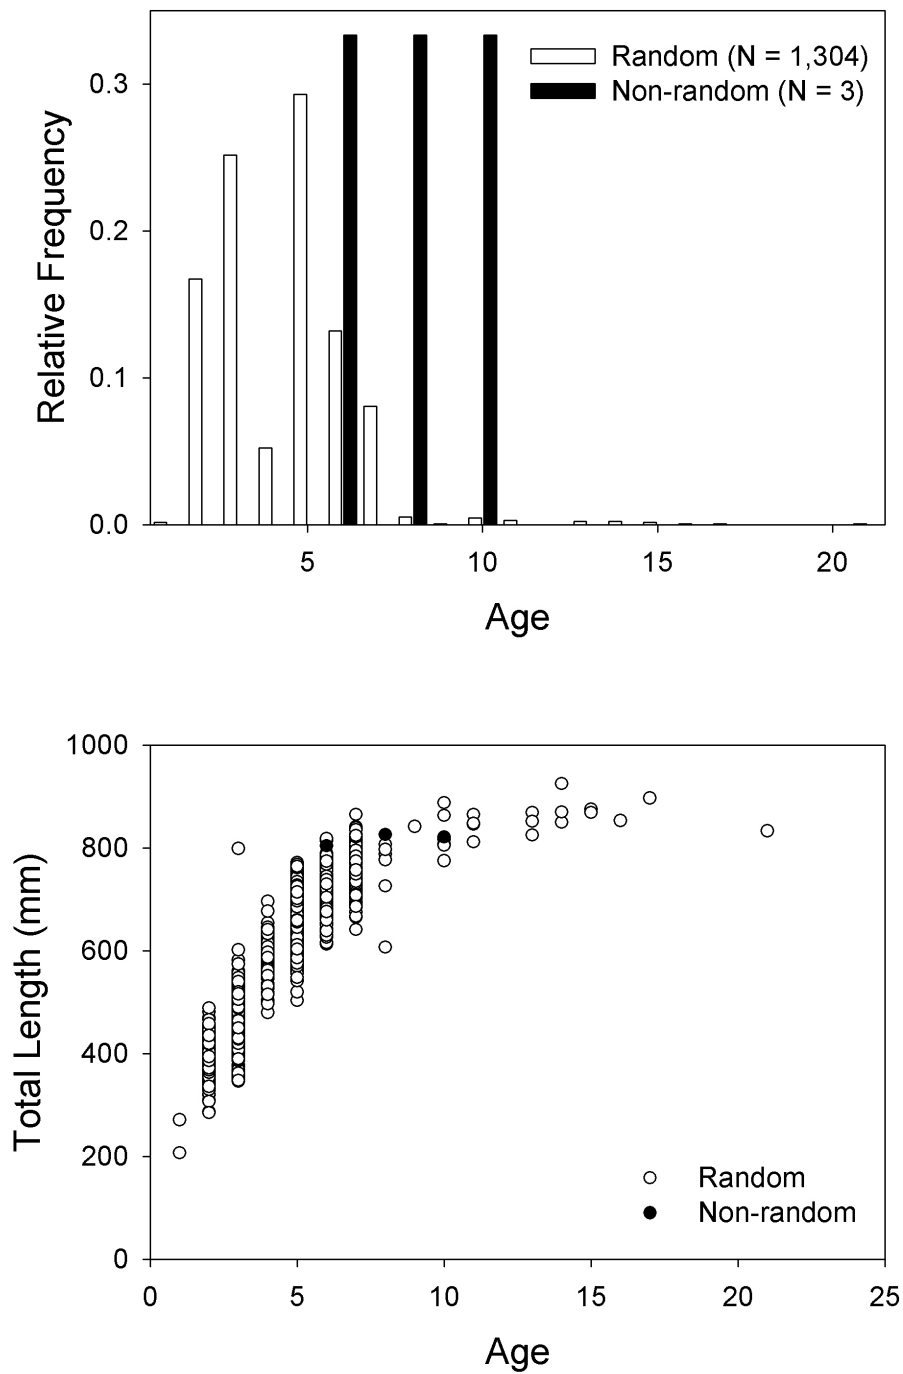 Relative Frequency
0.3
0.2
0.1
0.0
Random (N = 1,304)
Non-random (N = 3)
5 10 15 20
Age
Total Length (mm)
1000
800
600
400
200
0
Random
Non-random
0 5 10 15 20 25
Age